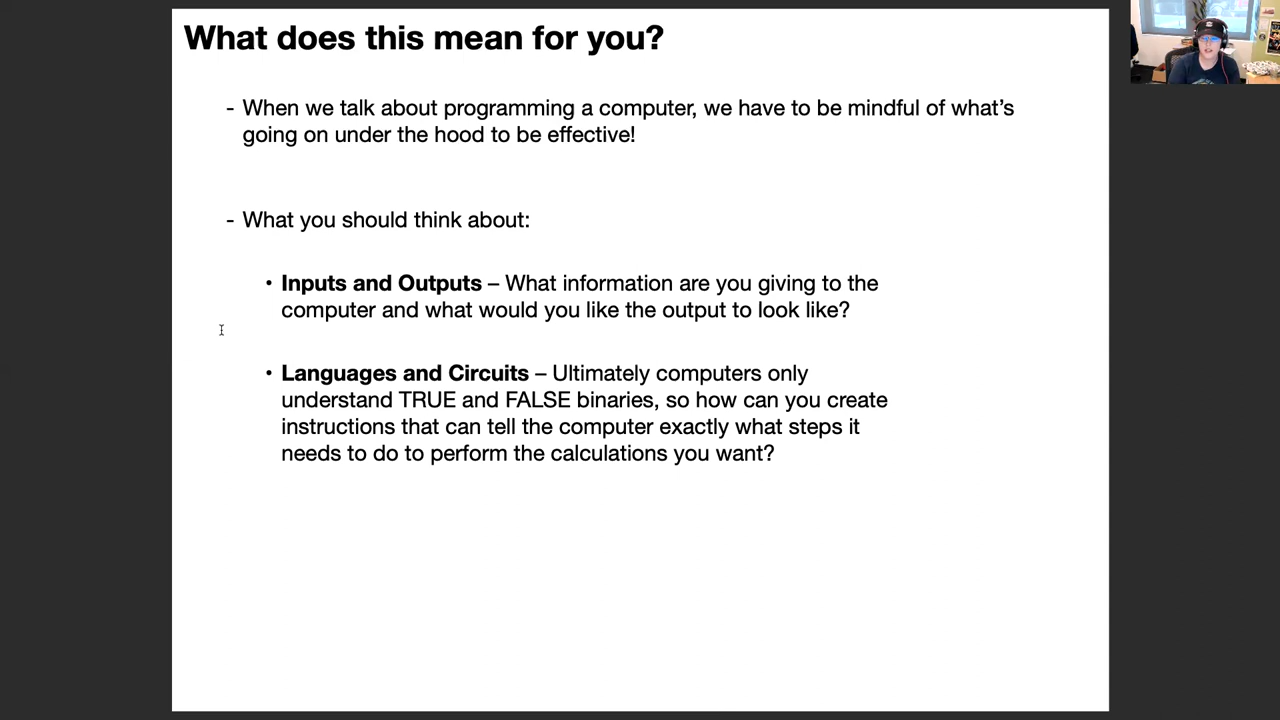 What does this mean for you?
- When we talk about programming a computer, we have to be mindful of what's
going on under the hood to be effective!
- What you should think about:
• Inputs and Outputs – What information are you giving to the
computer and what would you like the output to look like?
• Languages and Circuits – Ultimately computers only
understand TRUE and FALSE binaries, so how can you create
instructions that can tell the computer exactly what steps it
needs to do to perform the calculations you want?